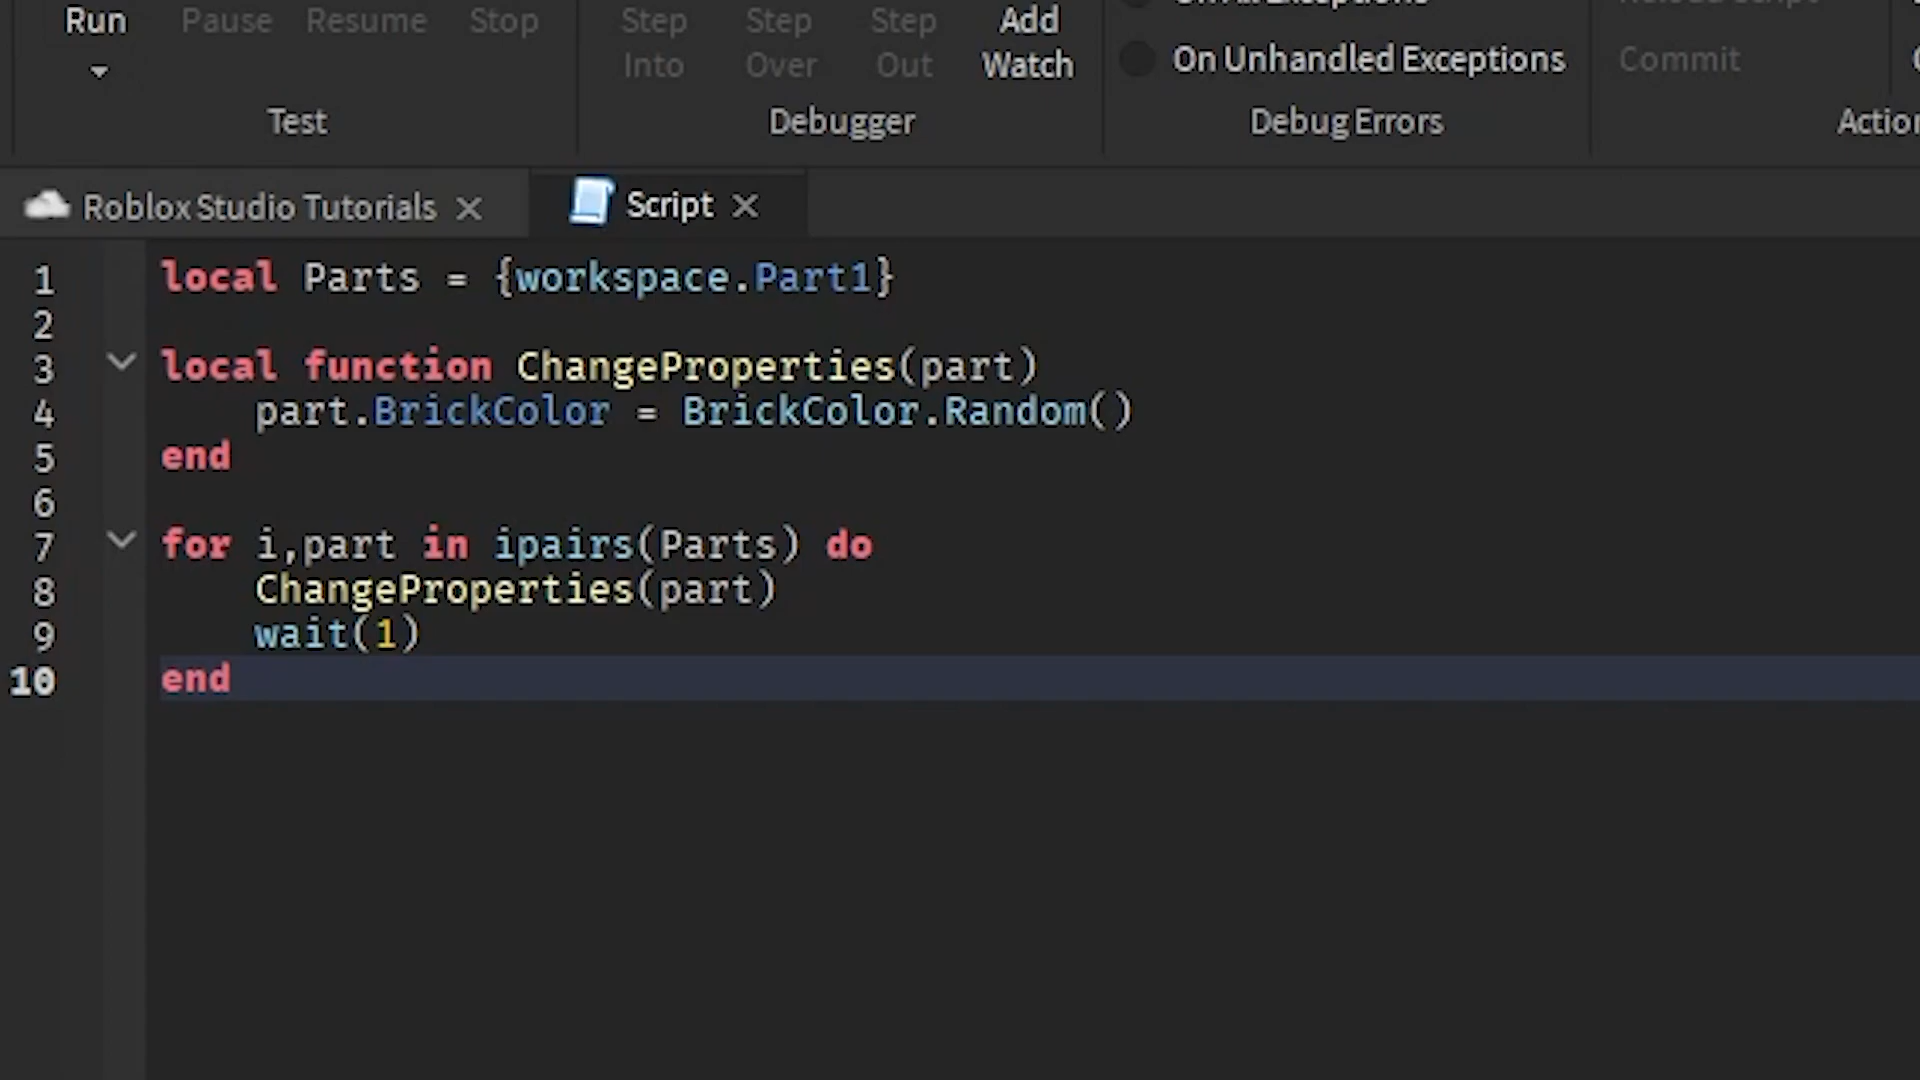 Run Pause Resume Stop Step Into Step Over Step Out Add Watch
On Unhandled Exceptions
Commit
Test Debugger Debug Errors
Roblox Studio Tutorials Script
1 local Parts = {workspace.Part1}
2
3 local function ChangeProperties(part)
4 part.BrickColor = BrickColor.Random()
5 end
6
7 for i,part in ipairs(Parts) do
8 ChangeProperties(part)
9 wait(1)
10 end